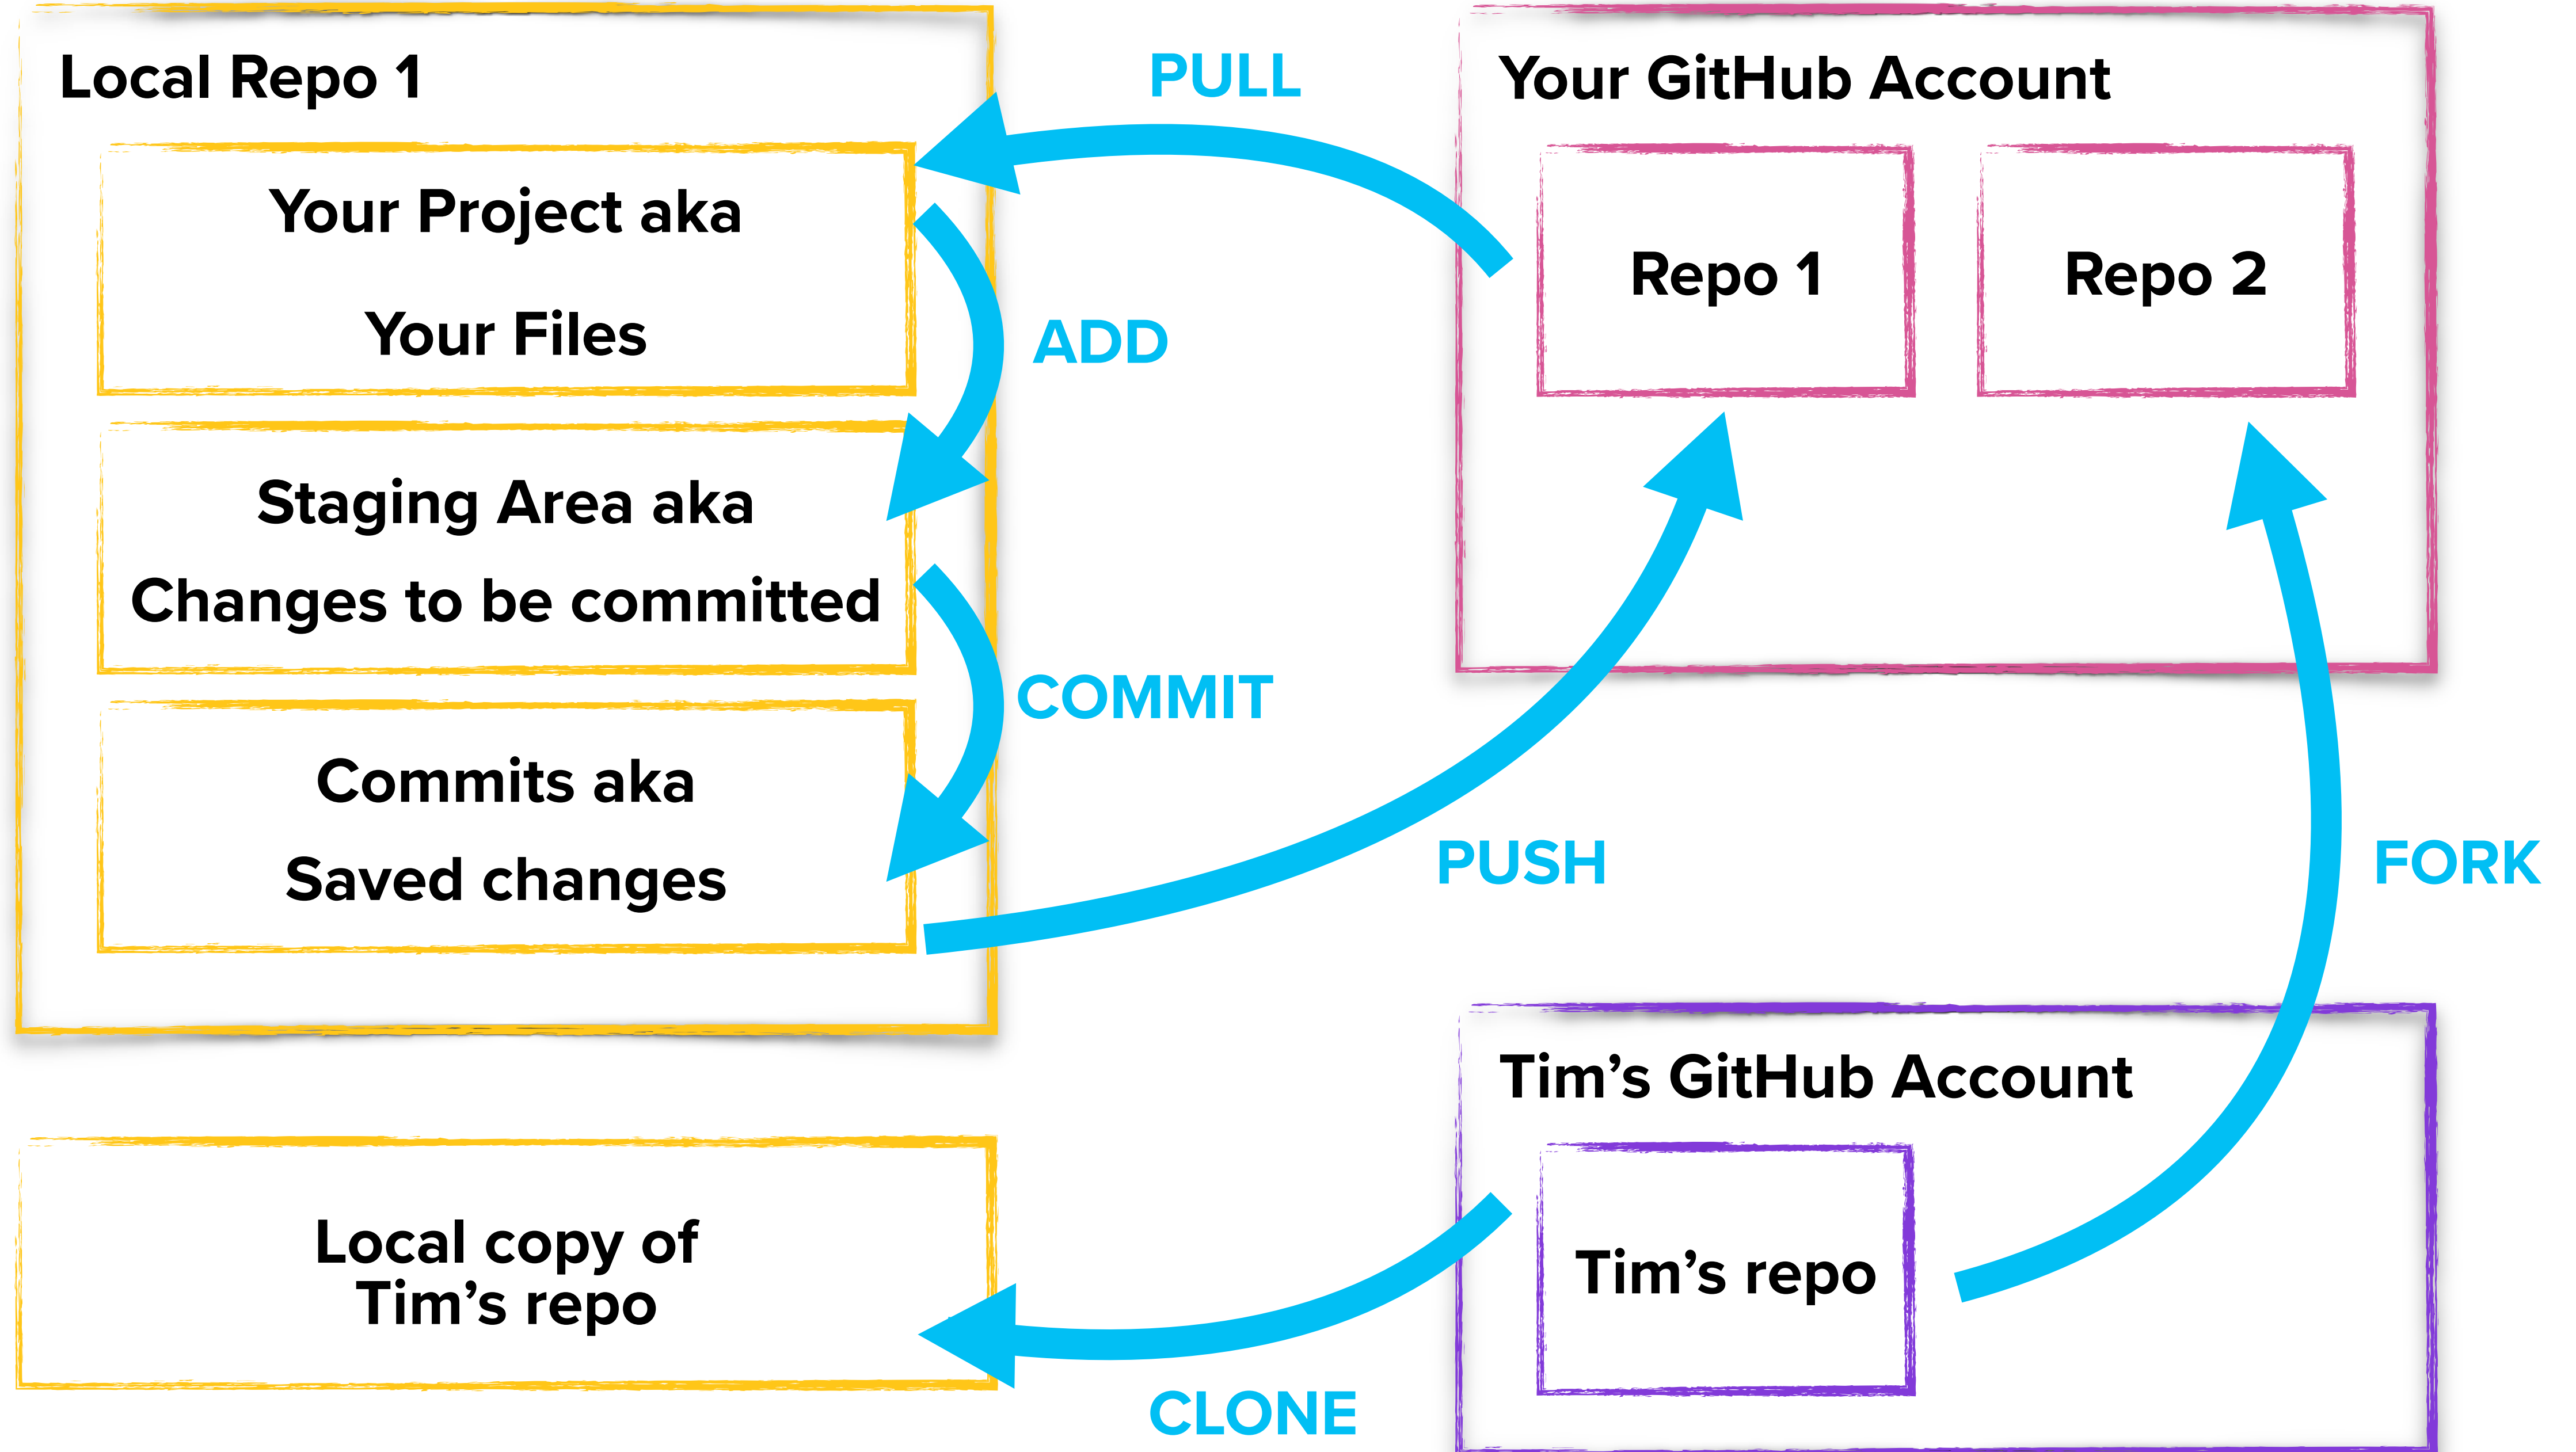 Local Repo 1
Your Project aka
Your Files
Staging Area aka
Changes to be committed
Commits aka
Saved changes
PULL
ADD
COMMIT
PUSH
Your GitHub Account
Repo 1
Repo 2
FORK
Tim’s GitHub Account
Tim’s repo
Local copy of
Tim’s repo
CLONE